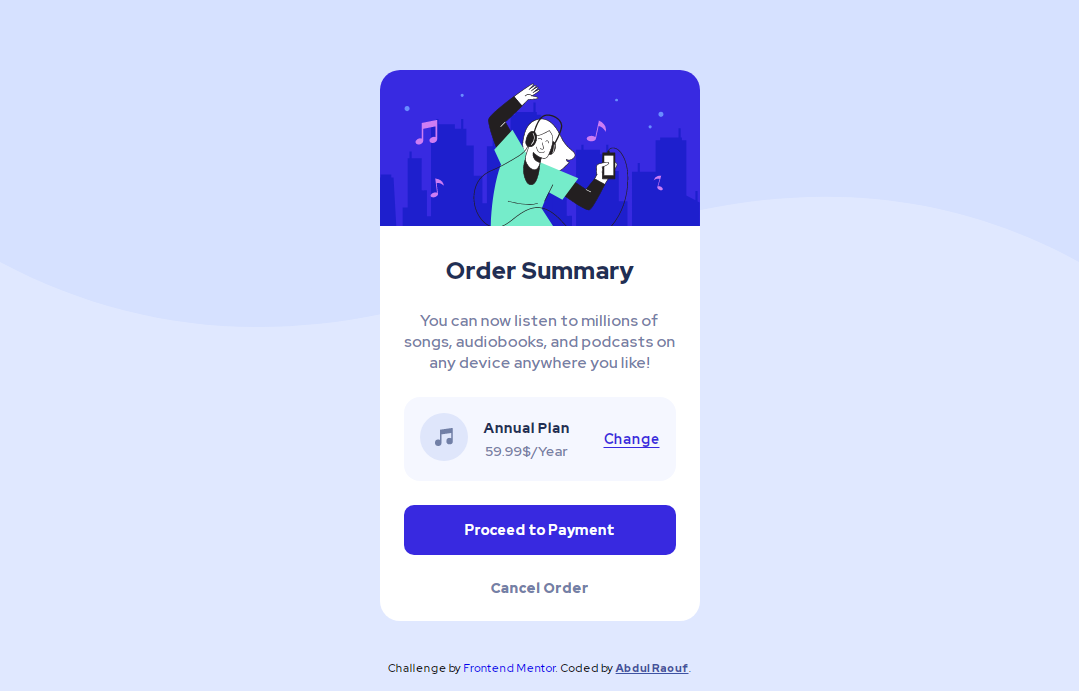 Order Summary
You can now listen to millions of
songs, audiobooks, and podcasts on
any device anywhere you like!
Annual Plan
59.99$/Year
Change
Proceed to Payment
Cancel Order
Challenge by Frontend Mentor. Coded by Abdul Raouf.